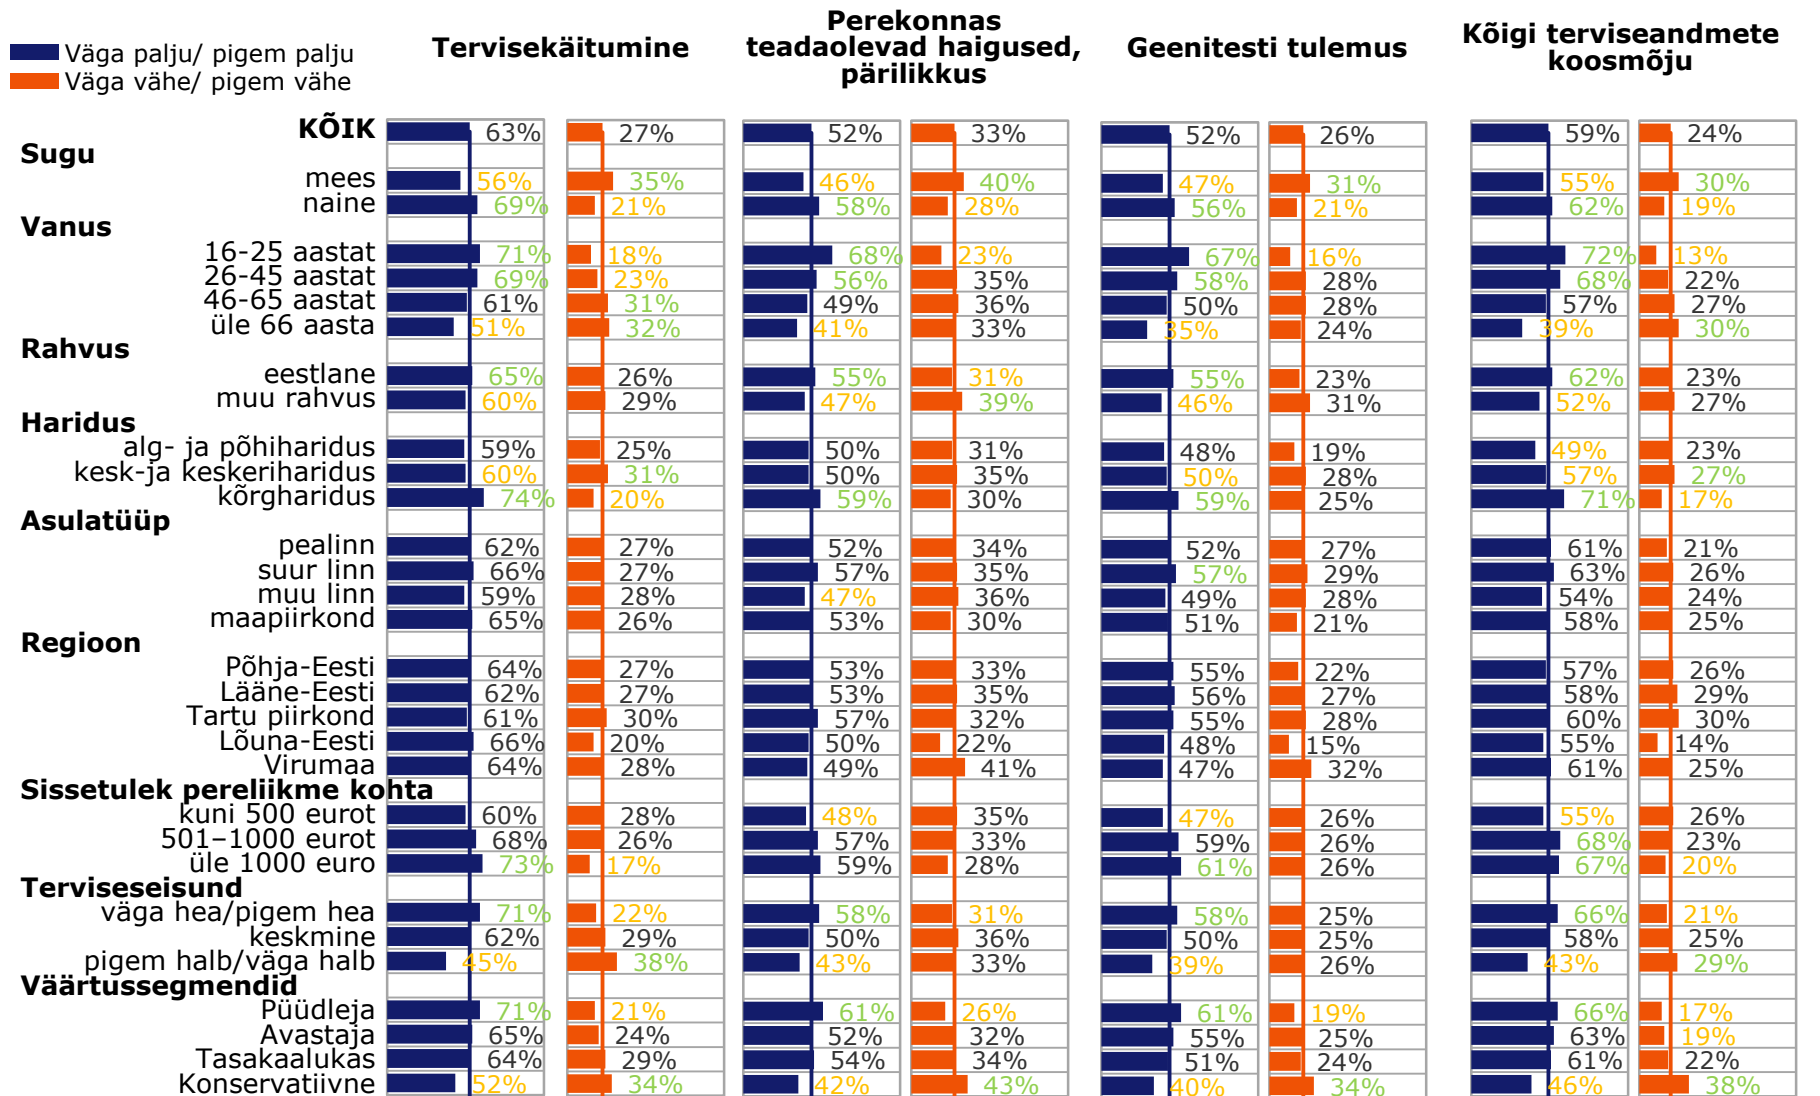 Väga palju/ pigem palju
Väga vähe/ pigem vähe
Tervisekäitumine
Perekonnas
teadaolevad haigused,
pärilikkus
Geenitesti tulemus
Kõigi terviseandmete
koosmõju
KÕIK 63% 27% 52% 33% 52% 26% 59% 24%
Sugu
mees 56% 35% 46% 40% 47% 31% 55% 30%
naine 69% 21% 58% 28% 56% 21% 62% 19%
Vanus
16-25 aastat 71% 18% 68% 23% 67% 16% 72% 13%
26-45 aastat 69% 23% 56% 35% 58% 28% 68% 22%
46-65 aastat 61% 31% 49% 36% 50% 28% 57% 27%
üle 66 aasta 51% 32% 41% 33% 35% 24% 39% 30%
Rahvus
eestlane 65% 26% 55% 31% 55% 23% 62% 23%
muu rahvus 60% 29% 47% 39% 46% 31% 52% 27%
Haridus
alg- ja põhiharidus 59% 25% 50% 31% 48% 19% 49% 23%
kesk-ja keskeriharidus 60% 31% 50% 35% 50% 28% 57% 27%
kõrgharidus 74% 20% 59% 30% 59% 25% 71% 17%
Asulatüüp
pealinn 62% 27% 52% 34% 52% 27% 61% 21%
suur linn 66% 27% 57% 35% 57% 29% 63% 26%
muu linn 59% 28% 47% 36% 49% 28% 54% 24%
maapiirkond 65% 26% 53% 30% 51% 21% 58% 25%
Regioon
Põhja-Eesti 64% 27% 53% 33% 55% 22% 57% 26%
Lääne-Eesti 62% 27% 53% 35% 56% 27% 58% 29%
Tartu piirkond 61% 30% 57% 32% 55% 28% 60% 30%
Lõuna-Eesti 66% 20% 50% 22% 48% 15% 55% 14%
Virumaa 64% 28% 49% 41% 47% 32% 61% 25%
Sissetulek pereliikme kohta
kuni 500 eurot 60% 28% 48% 35% 47% 26% 55% 26%
501–1000 eurot 68% 26% 57% 33% 59% 26% 68% 23%
üle 1000 euro 73% 17% 59% 28% 61% 26% 67% 20%
Terviseseisund
väga hea/pigem hea 71% 22% 58% 31% 58% 25% 66% 21%
keskmine 62% 29% 50% 36% 50% 25% 58% 25%
pigem halb/väga halb 45% 38% 43% 33% 39% 26% 43% 29%
Väärtussegmendid
Püüdleja 71% 21% 61% 26% 61% 19% 66% 17%
Avastaja 65% 24% 52% 32% 55% 25% 63% 19%
Tasakaalukas 64% 29% 54% 34% 51% 24% 61% 22%
Konservatiivne 52% 34% 42% 43% 40% 34% 46% 38%